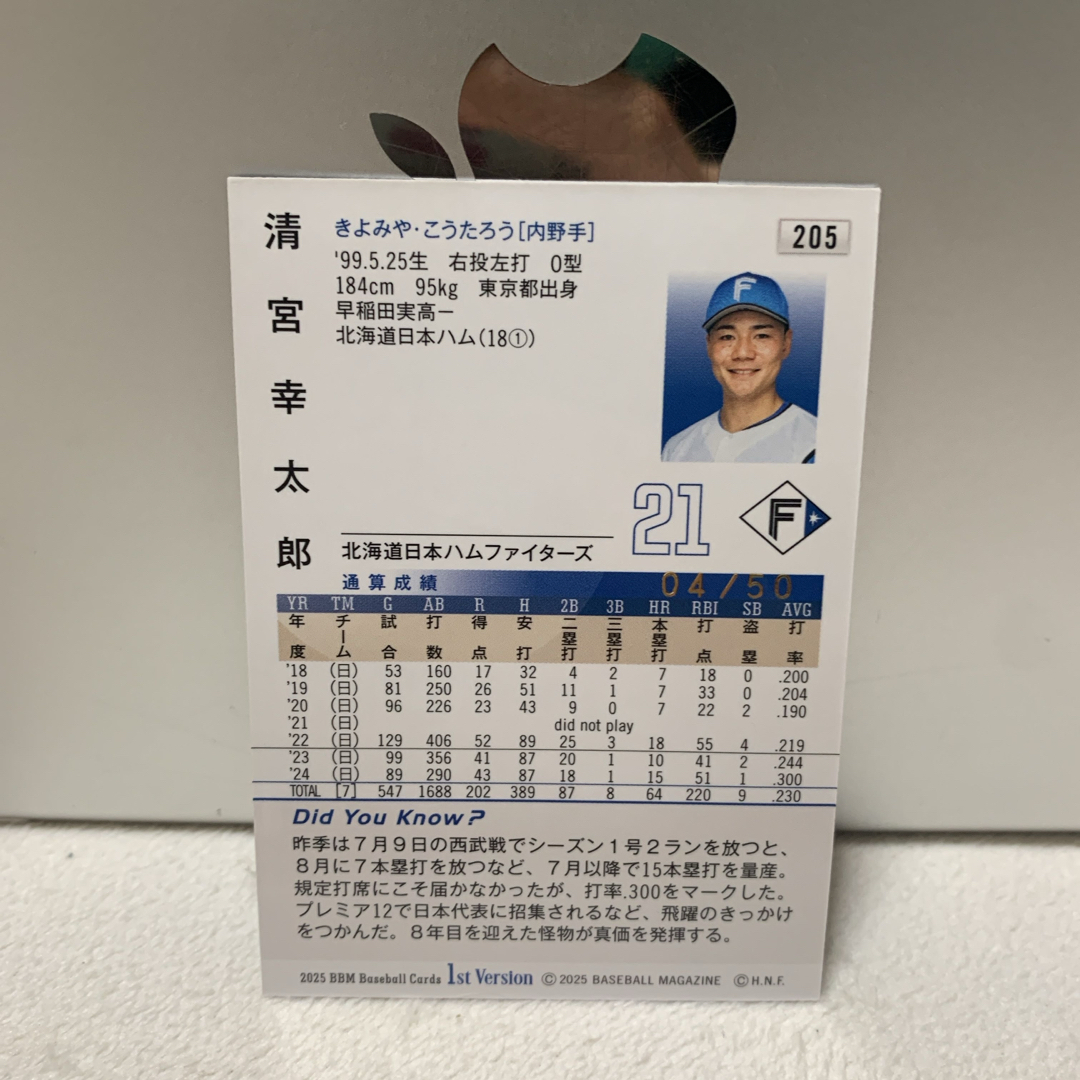 清宮幸太郎
きよみや・こうたろう[内野手]
205
'99.5.25生 右投左打 O型
184cm 95kg 東京都出身
早稲田実高ー
北海道日本ハム(18①)
F
21
F
北海道日本ハムファイターズ
通算成績
04/50
YR TM G AB R H 2B 3B HR RBI SB AVG
年度 チーム 試合 打数 得点 安打 二塁打 三塁打 本塁打 打点 盗塁 打率
'18 (日) 53 160 17 32 4 2 7 18 0 .200
'19 (日) 81 250 26 51 11 1 7 33 0 .204
'20 (日) 96 226 23 43 9 0 7 22 2 .190
'21 (日) did not play
'22 (日) 129 406 52 89 25 3 18 55 4 .219
'23 (日) 99 356 41 87 20 1 10 41 2 .244
'24 (日) 89 290 43 87 18 1 15 51 1 .300
TOTAL [7] 547 1688 202 389 87 8 64 220 9 .230
Did You Know?
昨季は7月9日の西武戦でシーズン1号2ランを放つと、
8月に7本塁打を放つなど、7月以降で15本塁打を量産。
規定打席にこそ届かなかったが、打率.300をマークした。
プレミア12で日本代表に招集されるなど、飛躍のきっかけ
をつかんだ。8年目を迎えた怪物が真価を発揮する。
2025 BBM Baseball Cards 1st Version ©2025 BASEBALL MAGAZINE ©H.N.F.